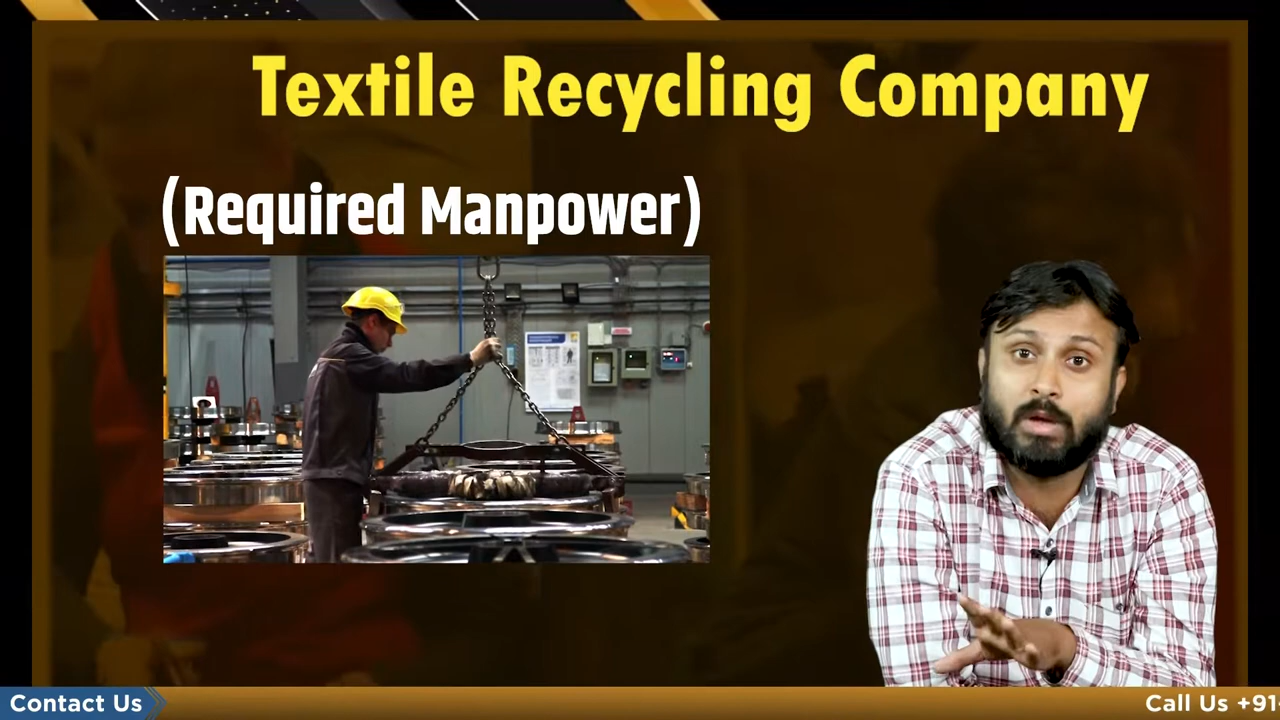 Textile Recycling Company
(Required Manpower)
Contact Us
Call Us +91-